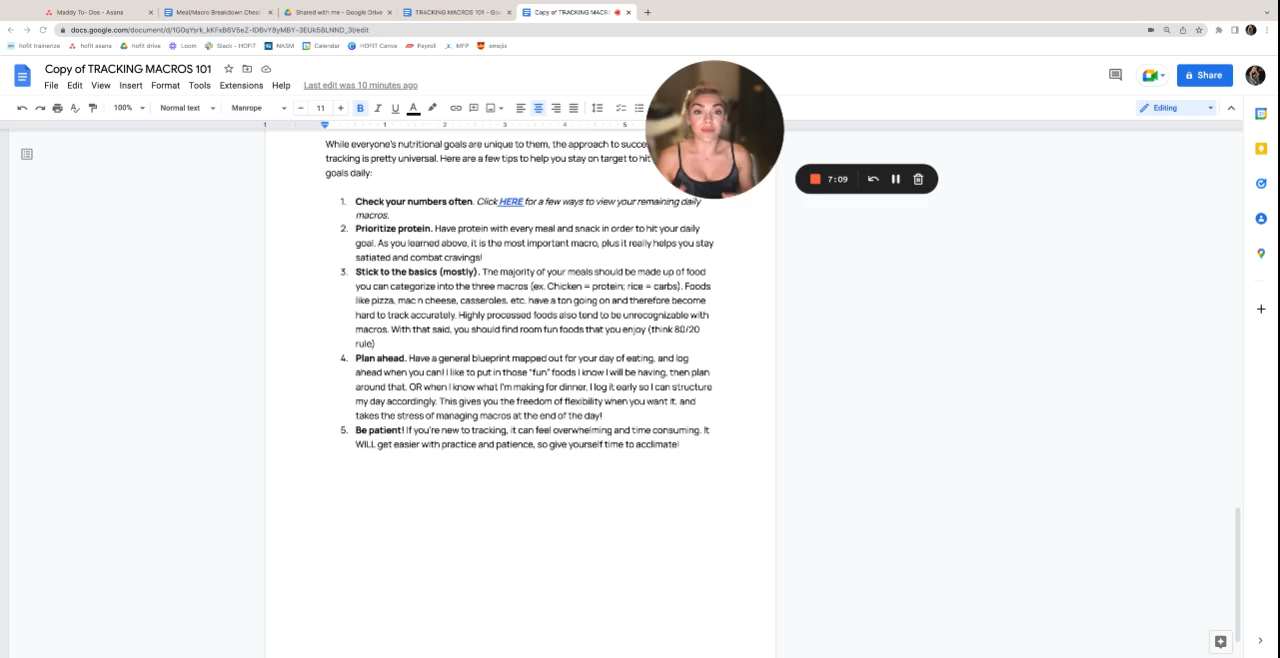 Maddy To- Dos - Asana
Meal/Macro Breakdown Cheat
Shared with me - Google Drive
TRACKING MACROS 101 - Goo
Copy of TRACKING MACRO
hofit trainerize
hofit asana
hofit drive
Loom
Slack - HOFIT
NASM
Calendar
HOFIT Canva
Payroll
MFP
emojis
Copy of TRACKING MACROS 101
File Edit View Insert Format Tools Extensions Help Last edit was 10 minutes ago
Share
100% Normal text Manrope 11
Editing
1 1 2 3 4 5
While everyone's nutritional goals are unique to them, the approach to
tracking is pretty universal. Here are a few tips to help you stay on target to hit
goals daily:
1. Check your numbers often. Click HERE for a few ways to view your remaining daily
macros.
2. Prioritize protein. Have protein with every meal and snack in order to hit your daily
goal. As you learned above, it is the most important macro, plus it really helps you stay
satiated and combat cravings!
3. Stick to the basics (mostly). The majority of your meals should be made up of food
you can categorize into the three macros (ex. Chicken = protein; rice = carbs). Foods
like pizza, mac n cheese, casseroles, etc. have a ton going on and therefore become
hard to track accurately. Highly processed foods also tend to be unrecognizable with
macros. With that said, you should find room fun foods that you enjoy (think 80/20
rule)
4. Plan ahead. Have a general blueprint mapped out for your day of eating, and log
ahead when you can! I like to put in those "fun" foods I know I will be having, then plan
around that. OR when I know what I'm making for dinner, I log it early so I can structure
my day accordingly. This gives you the freedom of flexibility when you want it, and
takes the stress of managing macros at the end of the day!
5. Be patient! If you're new to tracking, it can feel overwhelming and time consuming. It
WILL get easier with practice and patience, so give yourself time to acclimate!
7:09